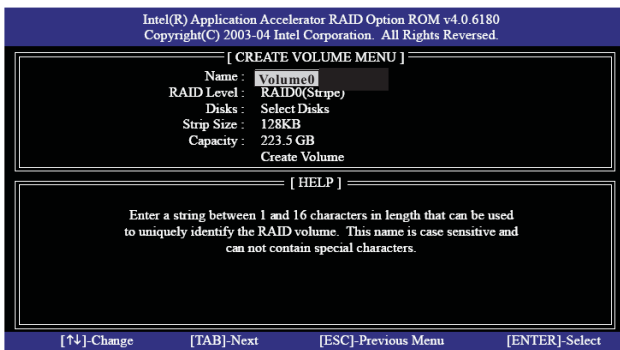 Intel(R) Application Accelerator RAID Option ROM v4.0.6180
Copyright(C) 2003-04 Intel Corporation. All Rights Reversed.
[ CREATE VOLUME MENU ]
Name : Volume0
RAID Level : RAID0(Stripe)
Disks : Select Disks
Strip Size : 128KB
Capacity : 223.5 GB
Create Volume
[ HELP ]
Enter a string between 1 and 16 characters in length that can be used
to uniquely identify the RAID volume. This name is case sensitive and
can not contain special characters.
[↑↓]-Change [TAB]-Next [ESC]-Previous Menu [ENTER]-Select